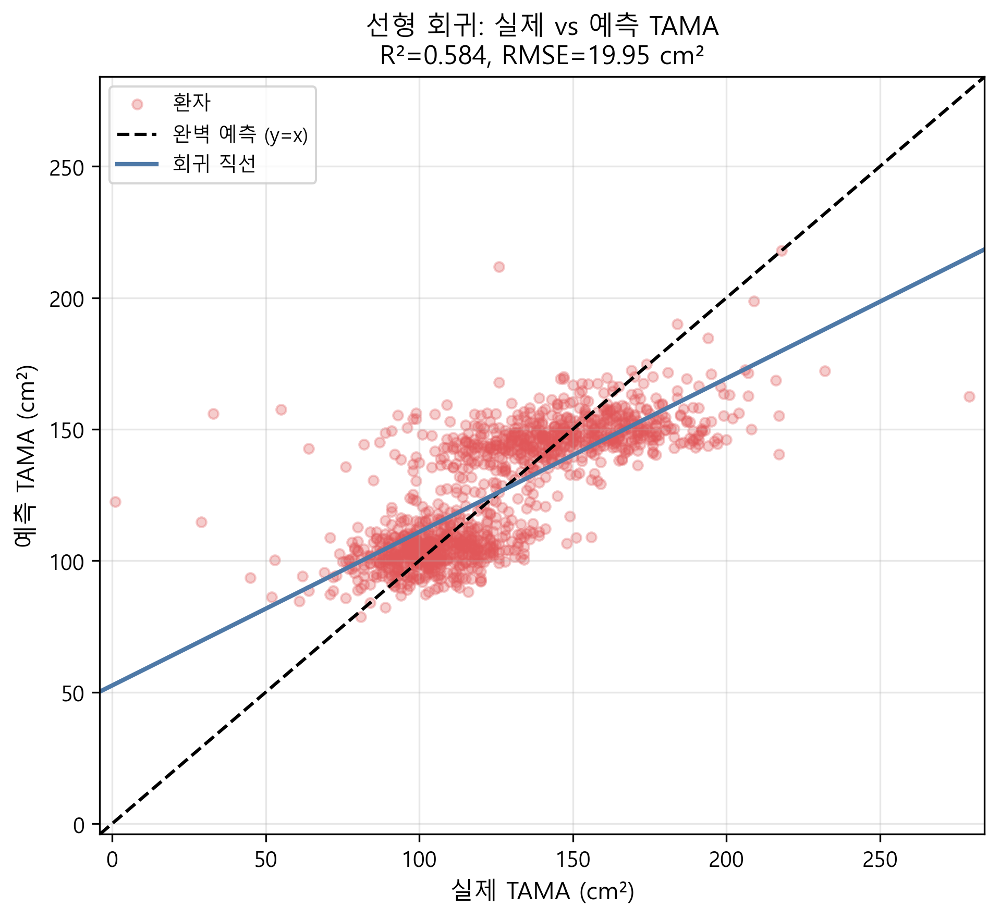 선형 회귀: 실제 vs 예측 TAMA
R²=0.584, RMSE=19.95 cm²
환자
완벽 예측 (y=x)
회귀 직선
예측 TAMA (cm²)
250
200
150
100
50
0
0 50 100 150 200 250
실제 TAMA (cm²)